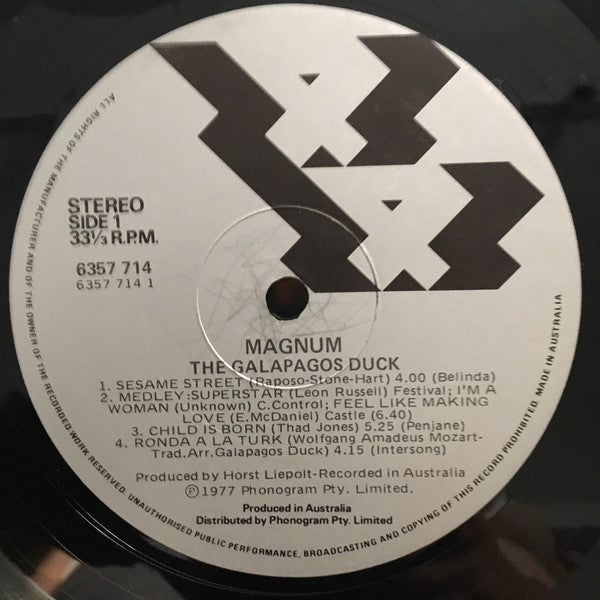 STEREO
SIDE 1
33⅓ R.P.M.
6357 714
6357 714 1
MAGNUM
THE GALAPAGOS DUCK
1. SESAME STREET (Raposo-Stone-Hart) 4.00 (Belinda)
2. MEDLEY:SUPERSTAR (Leon Russell) Festival; I'M A
WOMAN (Unknown) C.Control; FEEL LIKE MAKING
LOVE (E.McDaniel) Castle (6.40)
3. CHILD IS BORN (Thad Jones) 5.25 (Penjane)
4. RONDA A LA TURK (Wolfgang Amadeus Mozart-
Trad.Arr.Galapagos Duck) 4.15 (Intersong)
Produced by Horst Liepolt-Recorded in Australia
Ⓟ1977 Phonogram Pty. Limited.
Produced in Australia
Distributed by Phonogram Pty. Limited
ALL RIGHTS OF THE MANUFACTURER AND OF THE OWNER OF THE RECORDED WORK RESERVED. UNAUTHORISED PUBLIC PERFORMANCE, BROADCASTING AND COPYING OF THIS RECORD PROHIBITED. MADE IN AUSTRALIA